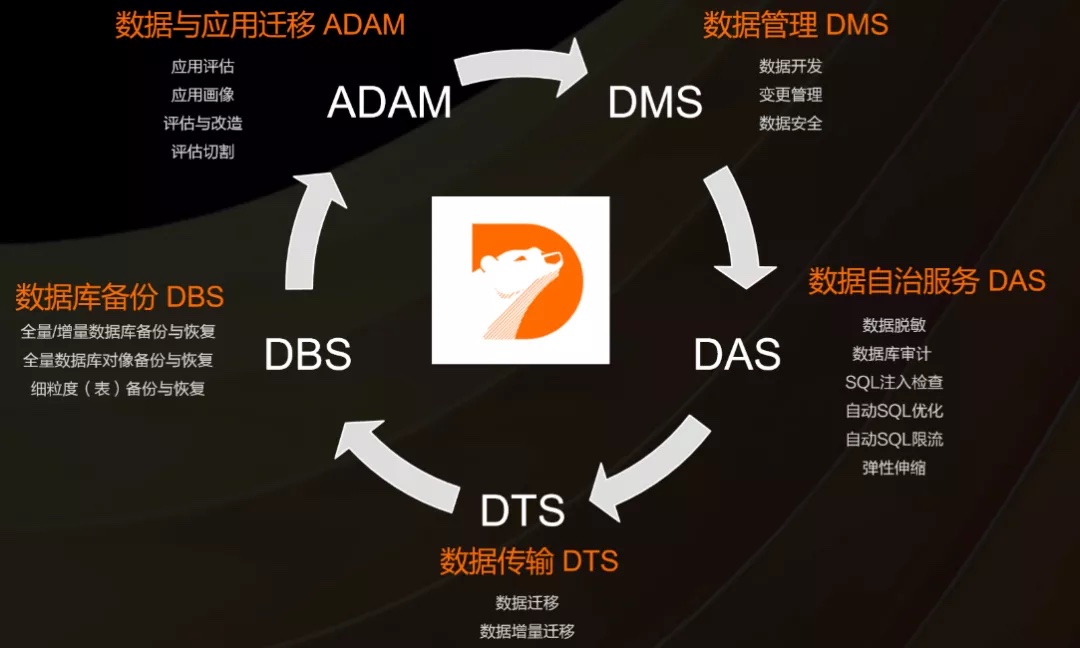 数据与应用迁移 ADAM
应用评估
应用画像
评估与改造
评估切割
ADAM
数据管理 DMS
数据开发
变更管理
数据安全
DMS
数据自治服务 DAS
数据脱敏
数据库审计
SQL注入检查
自动SQL优化
自动SQL限流
弹性伸缩
DAS
DTS
数据传输 DTS
数据迁移
数据增量迁移
数据库备份 DBS
全量/增量数据库备份与恢复
全量数据库对像备份与恢复
细粒度（表）备份与恢复
DBS